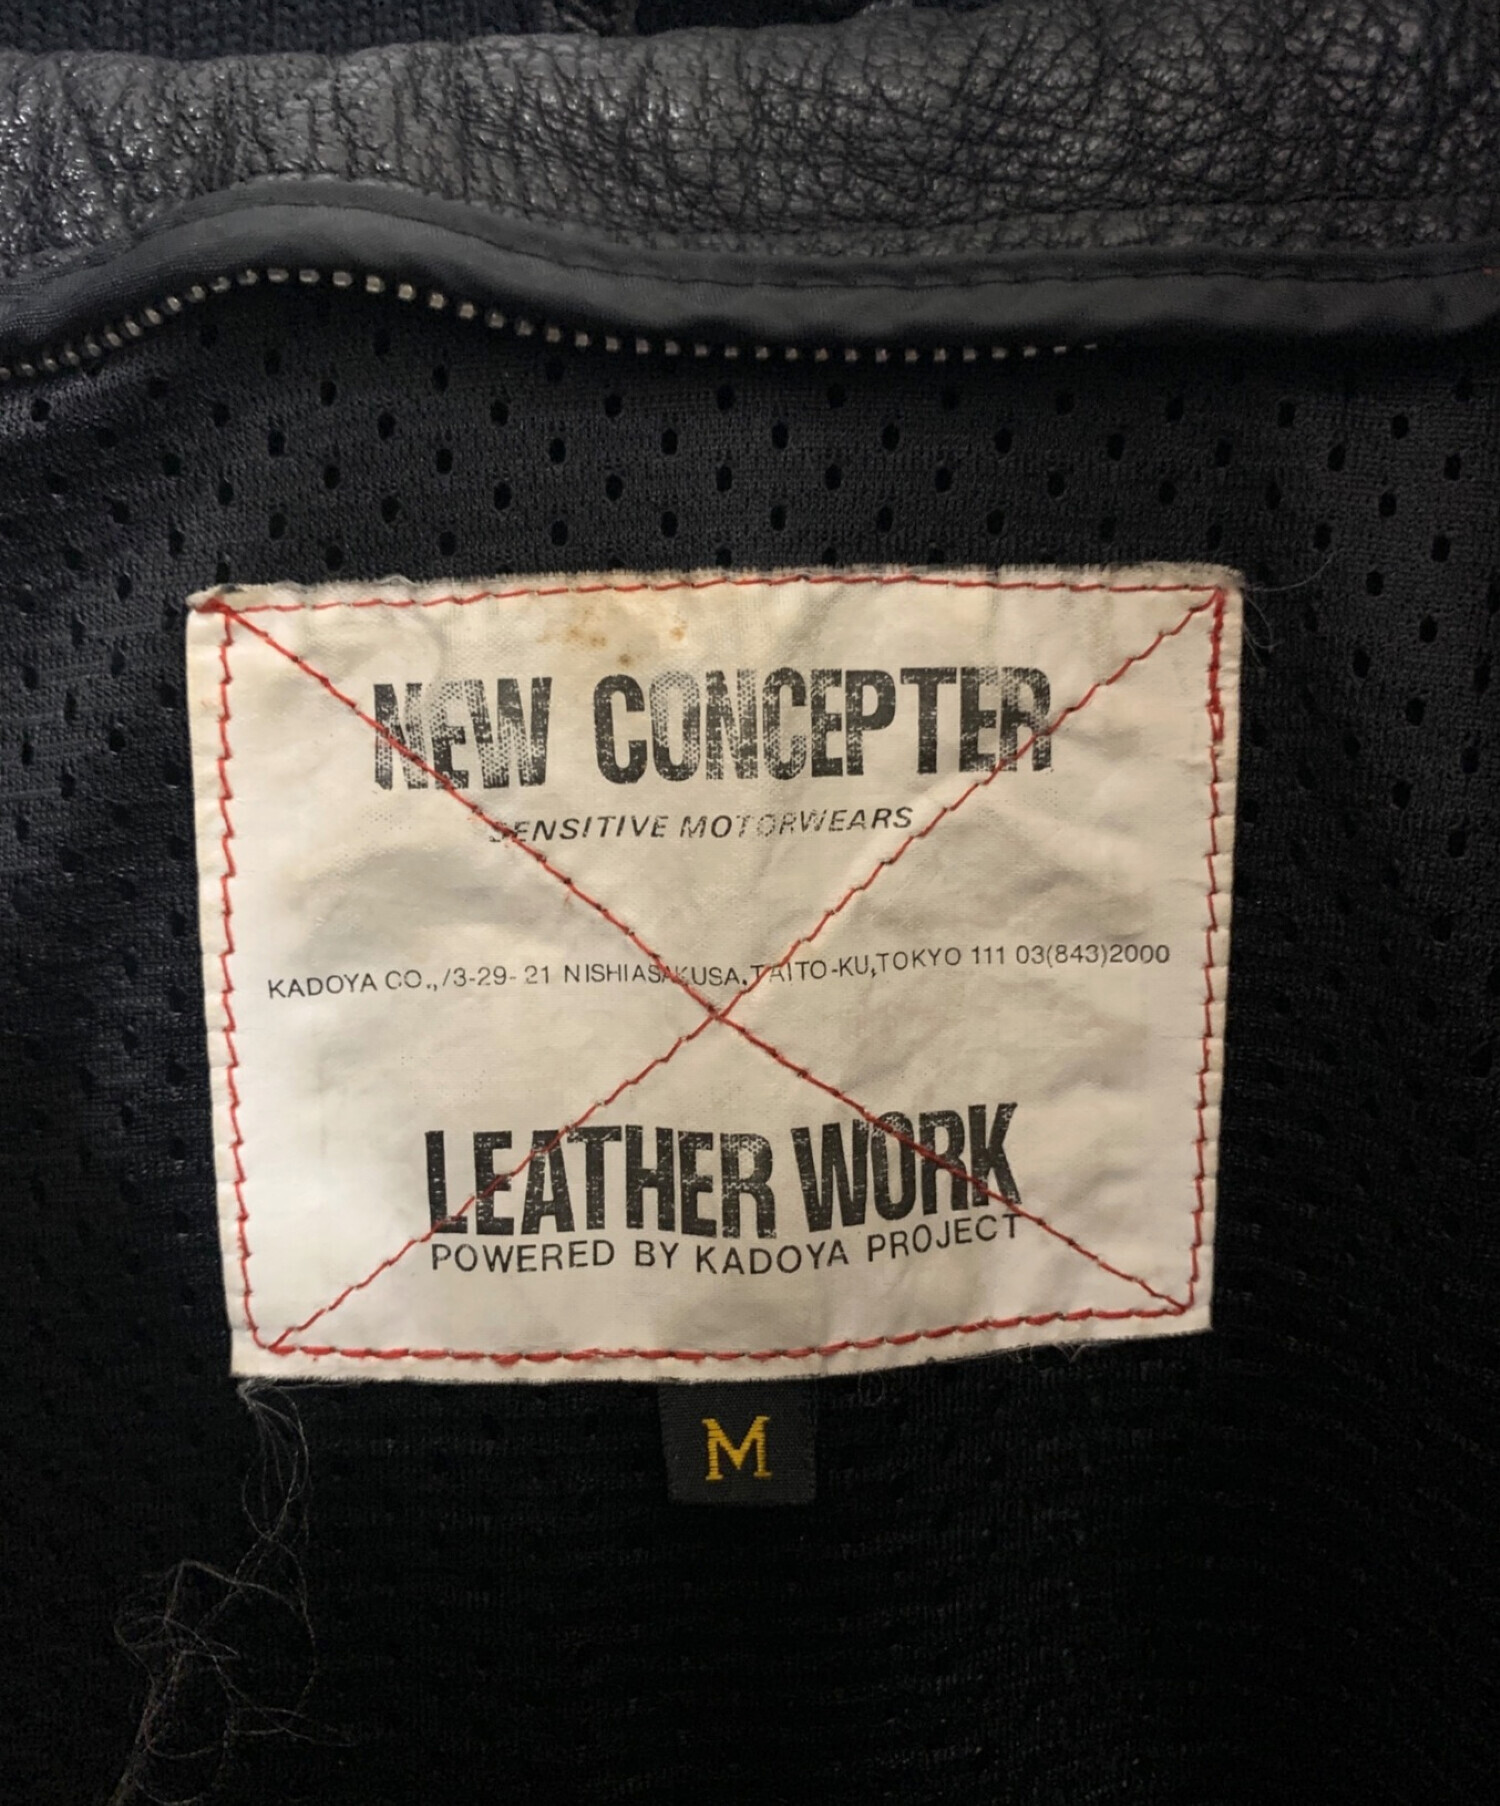 NEW CONCEPTER
SENSITIVE MOTORWEARS
KADOYA CO.,/3-29-21 NISHIASAKUSA,TAITO-KU,TOKYO 111 03(843)2000
LEATHER WORK
POWERED BY KADOYA PROJECT
M